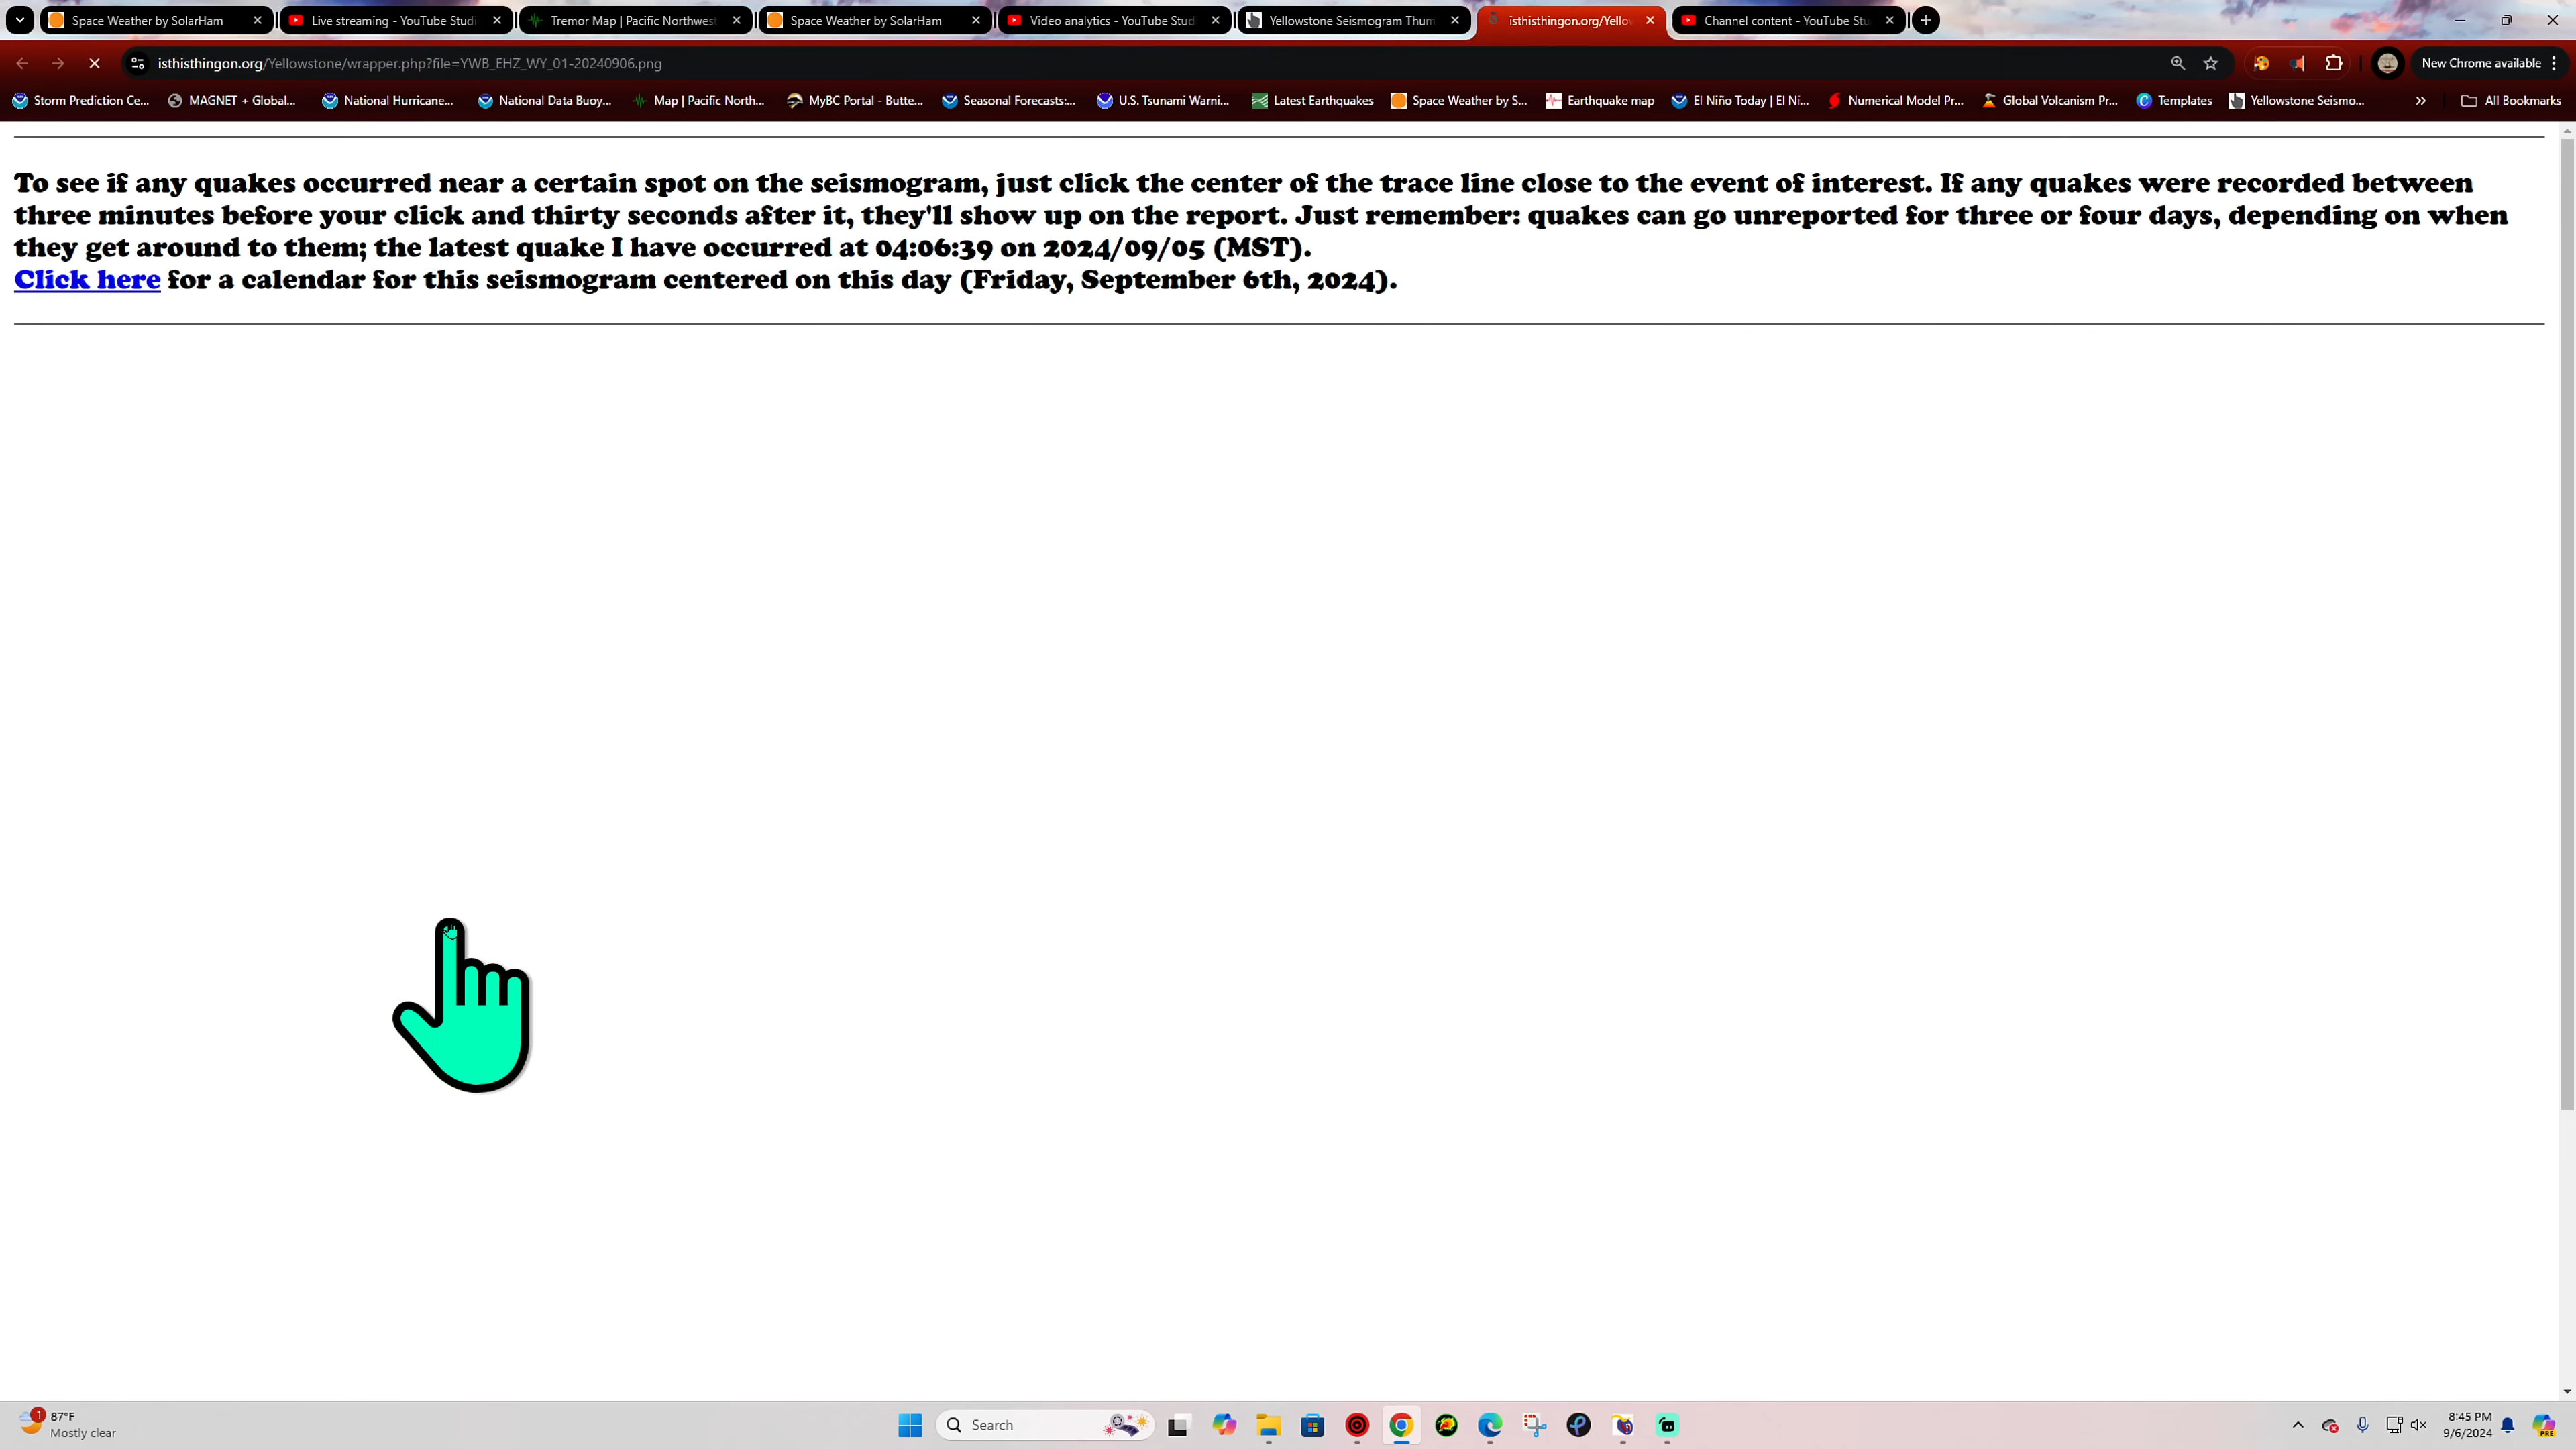 Space Weather by SolarHam
Live streaming - YouTube Studi
Tremor Map | Pacific Northwest
Space Weather by SolarHam
Video analytics - YouTube Stud
Yellowstone Seismogram Thum
isthisthingon.org/Yellow
Channel content - YouTube Stu
isthisthingon.org/Yellowstone/wrapper.php?file=YWB_EHZ_WY_01-20240906.png
New Chrome available
Storm Prediction Ce...
MAGNET + Global...
National Hurricane...
National Data Buoy...
Map | Pacific North...
MyBC Portal - Butte...
Seasonal Forecasts:...
U.S. Tsunami Warni...
Latest Earthquakes
Space Weather by S...
Earthquake map
El Niño Today | El Ni...
Numerical Model Pr...
Global Volcanism Pr...
Templates
Yellowstone Seismo...
All Bookmarks
To see if any quakes occurred near a certain spot on the seismogram, just click the center of the trace line close to the event of interest. If any quakes were recorded between
three minutes before your click and thirty seconds after it, they'll show up on the report. Just remember: quakes can go unreported for three or four days, depending on when
they get around to them; the latest quake I have occurred at 04:06:39 on 2024/09/05 (MST).
Click here for a calendar for this seismogram centered on this day (Friday, September 6th, 2024).
1
87°F
Mostly clear
Search
8:45 PM
9/6/2024
PRE